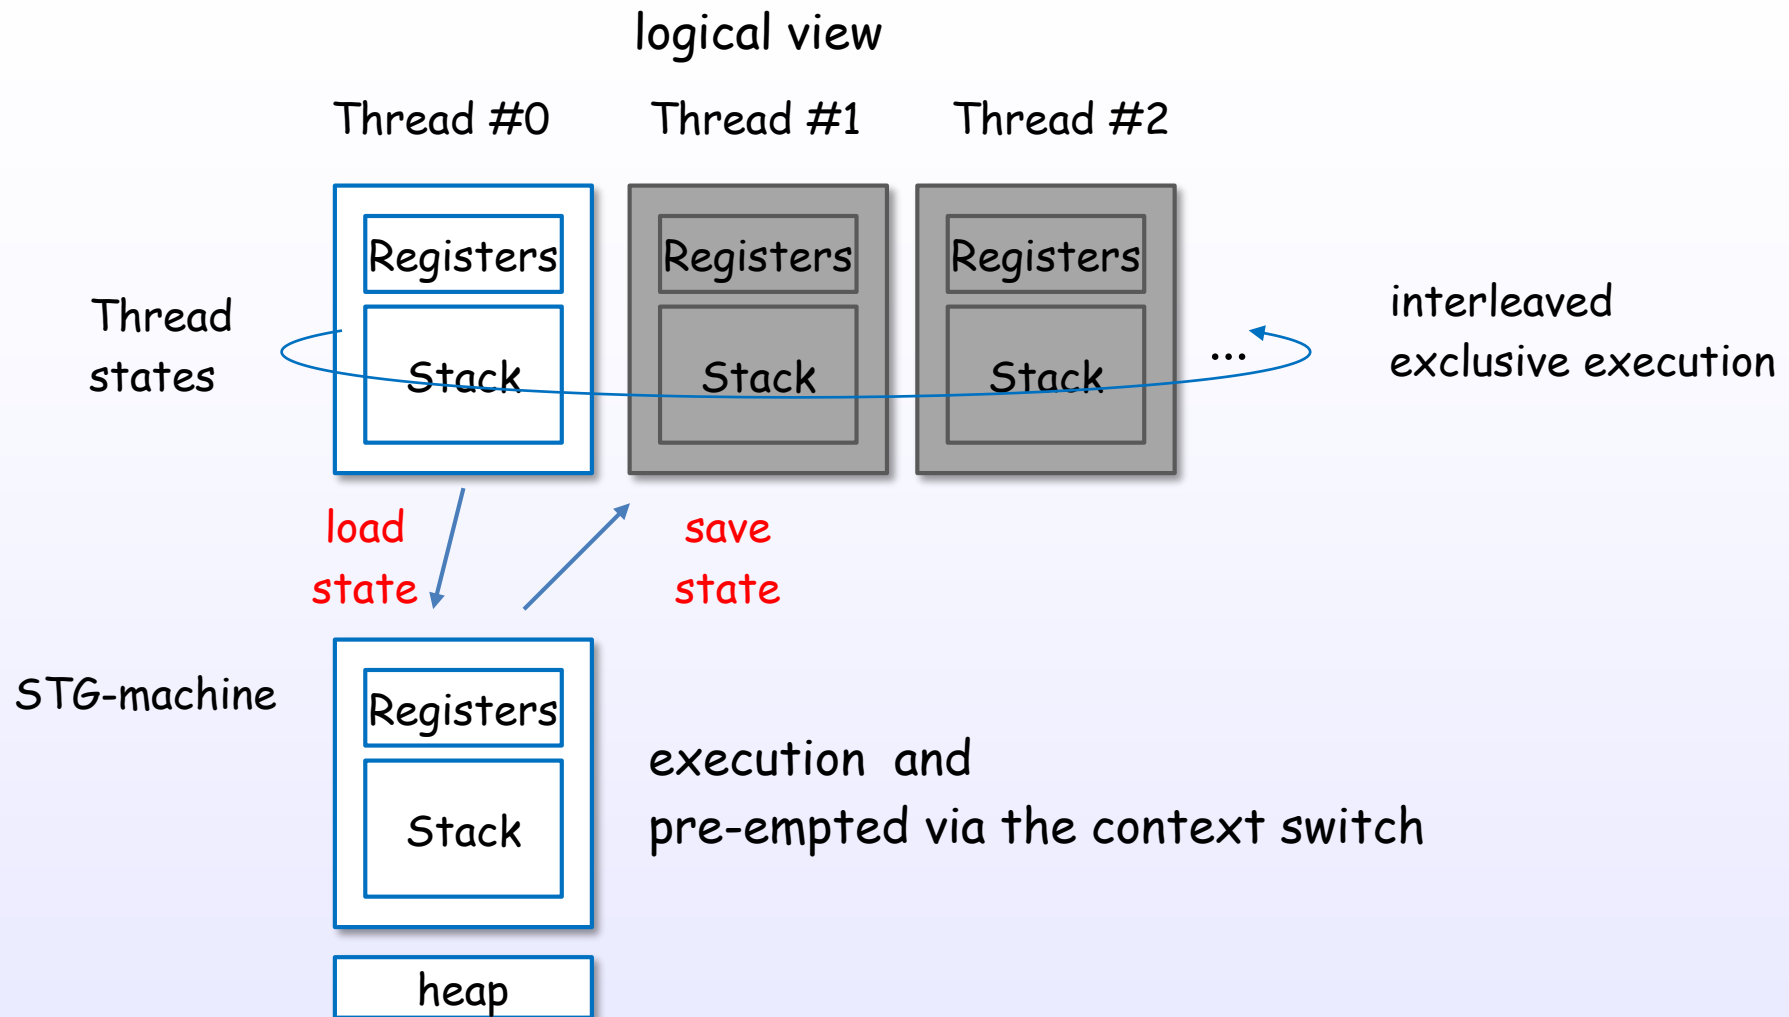 logical view
Thread #0
Thread #1
Thread #2
Registers
Registers
Registers
Thread
states
Stack
Stack
Stack
...
interleaved
exclusive execution
load
state
save
state
STG-machine
Registers
Stack
execution and
pre-empted via the context switch
heap